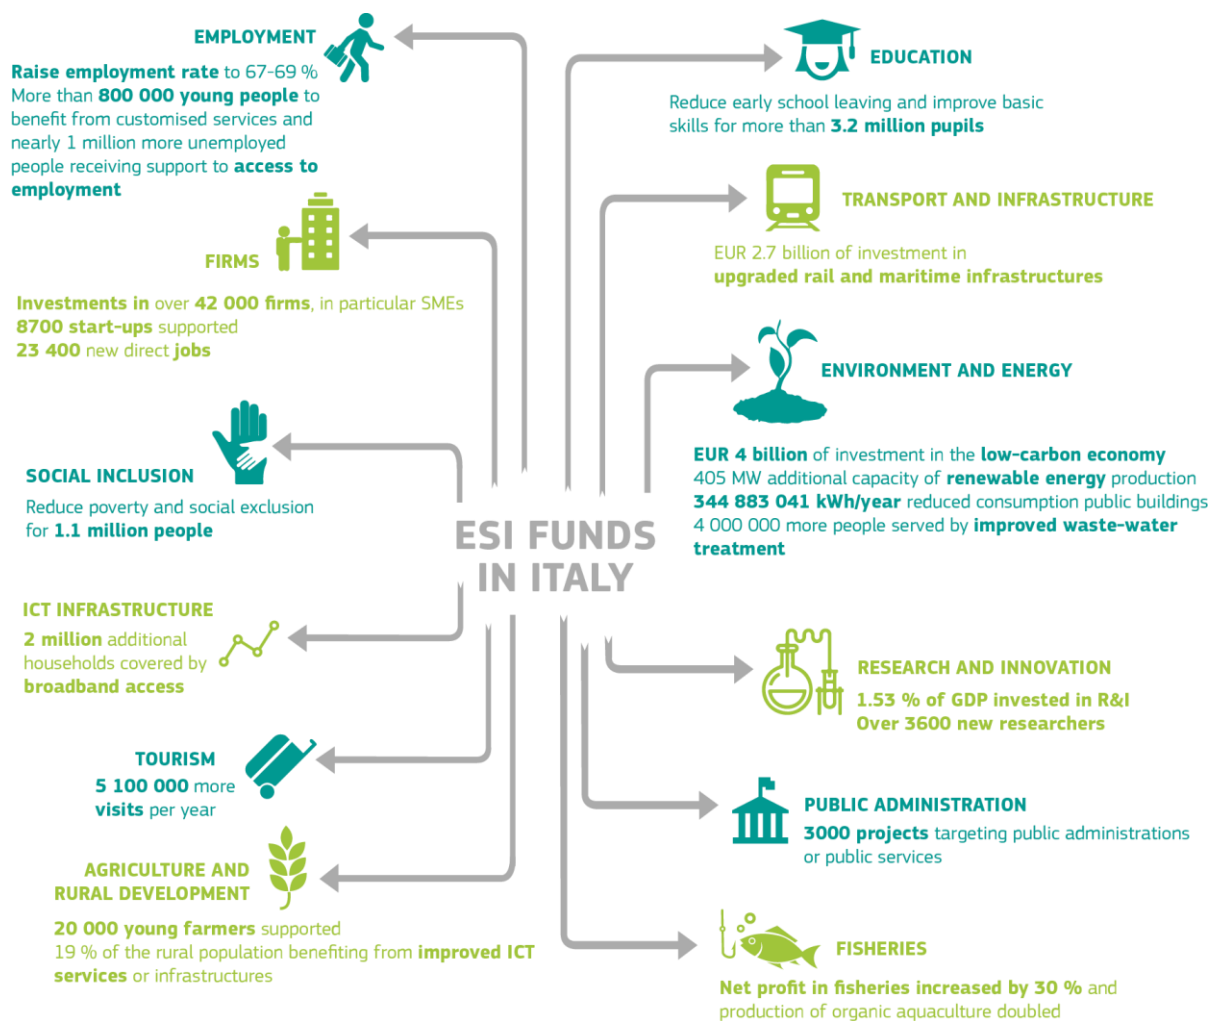 EMPLOYMENT
Raise employment rate to 67-69 %
More than 800 000 young people to
benefit from customised services and
nearly 1 million more unemployed
people receiving support to access to
employment
FIRMS
Investments in over 42 000 firms, in particular SMEs
8700 start-ups supported
23 400 new direct jobs
SOCIAL INCLUSION
Reduce poverty and social exclusion
for 1.1 million people
ICT INFRASTRUCTURE
2 million additional
households covered by
broadband access
TOURISM
5 100 000 more
visits per year
AGRICULTURE AND
RURAL DEVELOPMENT
20 000 young farmers supported
19 % of the rural population benefiting from improved ICT
services or infrastructures
ESI FUNDS
IN ITALY
EDUCATION
Reduce early school leaving and improve basic
skills for more than 3.2 million pupils
TRANSPORT AND INFRASTRUCTURE
EUR 2.7 billion of investment in
upgraded rail and maritime infrastructures
ENVIRONMENT AND ENERGY
EUR 4 billion of investment in the low-carbon economy
405 MW additional capacity of renewable energy production
344 883 041 kWh/year reduced consumption public buildings
4 000 000 more people served by improved waste-water
treatment
RESEARCH AND INNOVATION
1.53 % of GDP invested in R&I
Over 3600 new researchers
PUBLIC ADMINISTRATION
3000 projects targeting public administrations
or public services
FISHERIES
Net profit in fisheries increased by 30 % and
production of organic aquaculture doubled